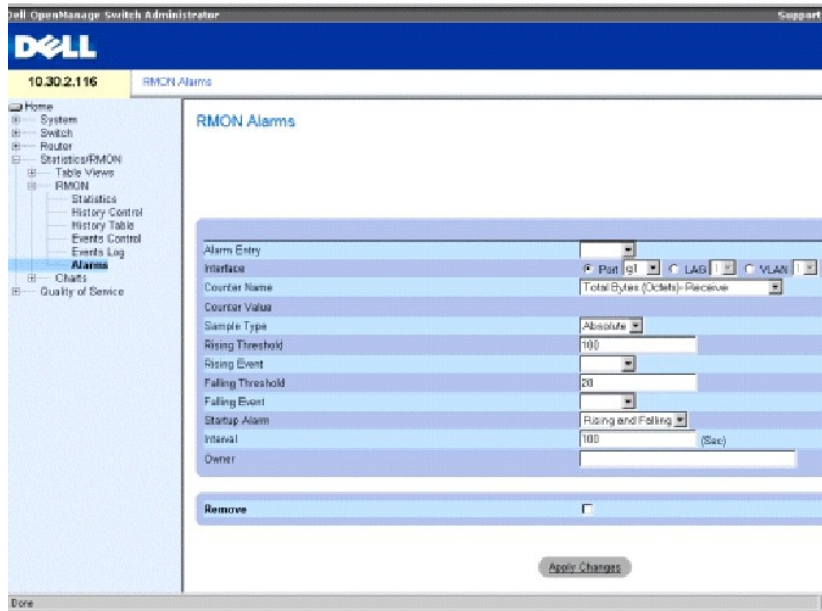 Dell OpenManage Switch Administrator
Support
DELL
10.30.2.116
RMON Alarms
Home
System
Switch
Router
Statistics/RMON
Table Views
RMON
Statistics
History Control
History Table
Events Control
Events Log
Alarms
Charts
Quality of Service
RMON Alarms
Alarm Entry
Interface Port g1 LAG 1 VLAN 1
Counter Name Total Bytes (Octets)- Receive
Counter Value
Sample Type Absolute
Rising Threshold 100
Rising Event
Falling Threshold 20
Falling Event
Startup Alarm Rising and Falling
Interval 100 (Sec)
Owner
Remove
Apply Changes
Done